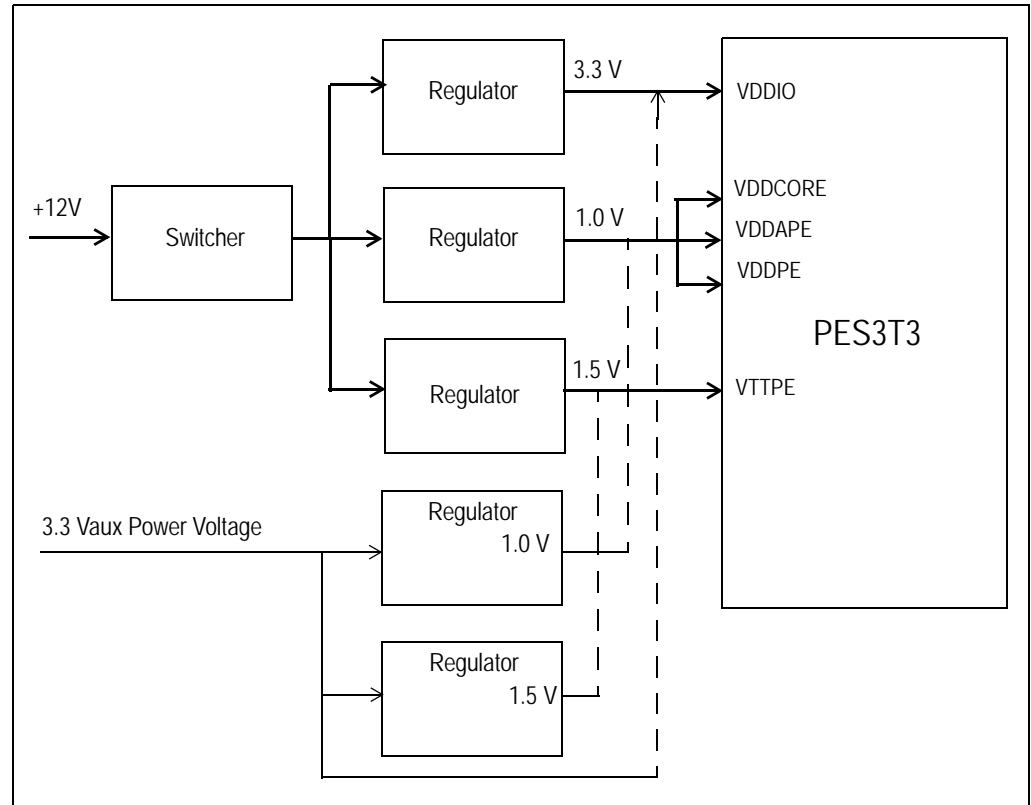 Regulator
3.3 V
VDDIO
+12V
Switcher
Regulator
1.0 V
VDDCORE
VDDAPE
VDDPE
PES3T3
Regulator
1.5 V
VTTPE
3.3 Vaux Power Voltage
Regulator
1.0 V
Regulator
1.5 V